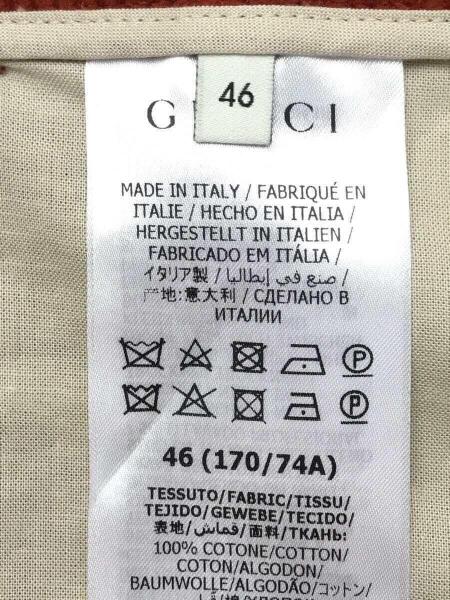 46
G CI
MADE IN ITALY / FABRIQUÉ EN
ITALIE / HECHO EN ITALIA /
HERGESTELLT IN ITALIEN /
FABRICADO EM ITÁLIA /
イタリア製 / صنع في إيطاليا /
产地:意大利 / СДЕЛАНО В
ИТАЛИИ
P
P
46 (170/74A)
TESSUTO/FABRIC/TISSU/
TEJIDO/GEWEBE/TECIDO/
表地/قماش/面料/ТКАНЬ:
100% COTONE/COTTON/
COTON/ALGODON/
BAUMWOLLE/ALGODÃO/コットン/